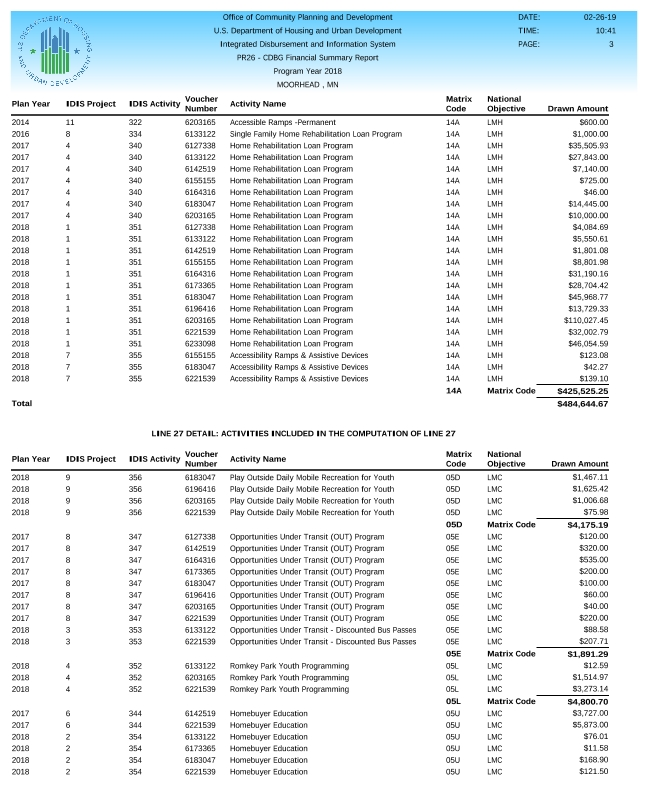 Office of Community Planning and Development DATE: 02-26-19
U.S. Department of Housing and Urban Development TIME: 10:41
Integrated Disbursement and Information System PAGE: 3
PR26 - CDBG Financial Summary Report
Program Year 2018
MOORHEAD , MN
Plan Year IDIS Project IDIS Activity Voucher Number Activity Name Matrix Code National Objective Drawn Amount
2014 11 322 6203165 Accessible Ramps -Permanent 14A LMH $600.00
2016 8 334 6133122 Single Family Home Rehabilitation Loan Program 14A LMH $1,000.00
2017 4 340 6127338 Home Rehabilitation Loan Program 14A LMH $35,505.93
2017 4 340 6133122 Home Rehabilitation Loan Program 14A LMH $27,843.00
2017 4 340 6142519 Home Rehabilitation Loan Program 14A LMH $7,140.00
2017 4 340 6155155 Home Rehabilitation Loan Program 14A LMH $725.00
2017 4 340 6164316 Home Rehabilitation Loan Program 14A LMH $46.00
2017 4 340 6183047 Home Rehabilitation Loan Program 14A LMH $14,445.00
2017 4 340 6203165 Home Rehabilitation Loan Program 14A LMH $10,000.00
2018 1 351 6127338 Home Rehabilitation Loan Program 14A LMH $4,084.69
2018 1 351 6133122 Home Rehabilitation Loan Program 14A LMH $5,550.61
2018 1 351 6142519 Home Rehabilitation Loan Program 14A LMH $1,801.08
2018 1 351 6155155 Home Rehabilitation Loan Program 14A LMH $8,801.98
2018 1 351 6164316 Home Rehabilitation Loan Program 14A LMH $31,190.16
2018 1 351 6173365 Home Rehabilitation Loan Program 14A LMH $28,704.42
2018 1 351 6183047 Home Rehabilitation Loan Program 14A LMH $45,968.77
2018 1 351 6196416 Home Rehabilitation Loan Program 14A LMH $13,729.33
2018 1 351 6203165 Home Rehabilitation Loan Program 14A LMH $110,027.45
2018 1 351 6221539 Home Rehabilitation Loan Program 14A LMH $32,002.79
2018 1 351 6233098 Home Rehabilitation Loan Program 14A LMH $46,054.59
2018 7 355 6155155 Accessibility Ramps & Assistive Devices 14A LMH $123.08
2018 7 355 6183047 Accessibility Ramps & Assistive Devices 14A LMH $42.27
2018 7 355 6221539 Accessibility Ramps & Assistive Devices 14A LMH $139.10
14A Matrix Code $425,525.25
Total $484,644.67
LINE 27 DETAIL: ACTIVITIES INCLUDED IN THE COMPUTATION OF LINE 27
Plan Year IDIS Project IDIS Activity Voucher Number Activity Name Matrix Code National Objective Drawn Amount
2018 9 356 6183047 Play Outside Daily Mobile Recreation for Youth 05D LMC $1,467.11
2018 9 356 6196416 Play Outside Daily Mobile Recreation for Youth 05D LMC $1,625.42
2018 9 356 6203165 Play Outside Daily Mobile Recreation for Youth 05D LMC $1,006.68
2018 9 356 6221539 Play Outside Daily Mobile Recreation for Youth 05D LMC $75.98
05D Matrix Code $4,175.19
2017 8 347 6127338 Opportunities Under Transit (OUT) Program 05E LMC $120.00
2017 8 347 6142519 Opportunities Under Transit (OUT) Program 05E LMC $320.00
2017 8 347 6164316 Opportunities Under Transit (OUT) Program 05E LMC $535.00
2017 8 347 6173365 Opportunities Under Transit (OUT) Program 05E LMC $200.00
2017 8 347 6183047 Opportunities Under Transit (OUT) Program 05E LMC $100.00
2017 8 347 6196416 Opportunities Under Transit (OUT) Program 05E LMC $60.00
2017 8 347 6203165 Opportunities Under Transit (OUT) Program 05E LMC $40.00
2017 8 347 6221539 Opportunities Under Transit (OUT) Program 05E LMC $220.00
2018 3 353 6133122 Opportunities Under Transit - Discounted Bus Passes 05E LMC $88.58
2018 3 353 6221539 Opportunities Under Transit - Discounted Bus Passes 05E LMC $207.71
05E Matrix Code $1,891.29
2018 4 352 6133122 Romkey Park Youth Programming 05L LMC $12.59
2018 4 352 6203165 Romkey Park Youth Programming 05L LMC $1,514.97
2018 4 352 6221539 Romkey Park Youth Programming 05L LMC $3,273.14
05L Matrix Code $4,800.70
2017 6 344 6142519 Homebuyer Education 05U LMC $3,727.00
2017 6 344 6221539 Homebuyer Education 05U LMC $5,873.00
2018 2 354 6133122 Homebuyer Education 05U LMC $76.01
2018 2 354 6173365 Homebuyer Education 05U LMC $11.58
2018 2 354 6183047 Homebuyer Education 05U LMC $168.90
2018 2 354 6221539 Homebuyer Education 05U LMC $121.50